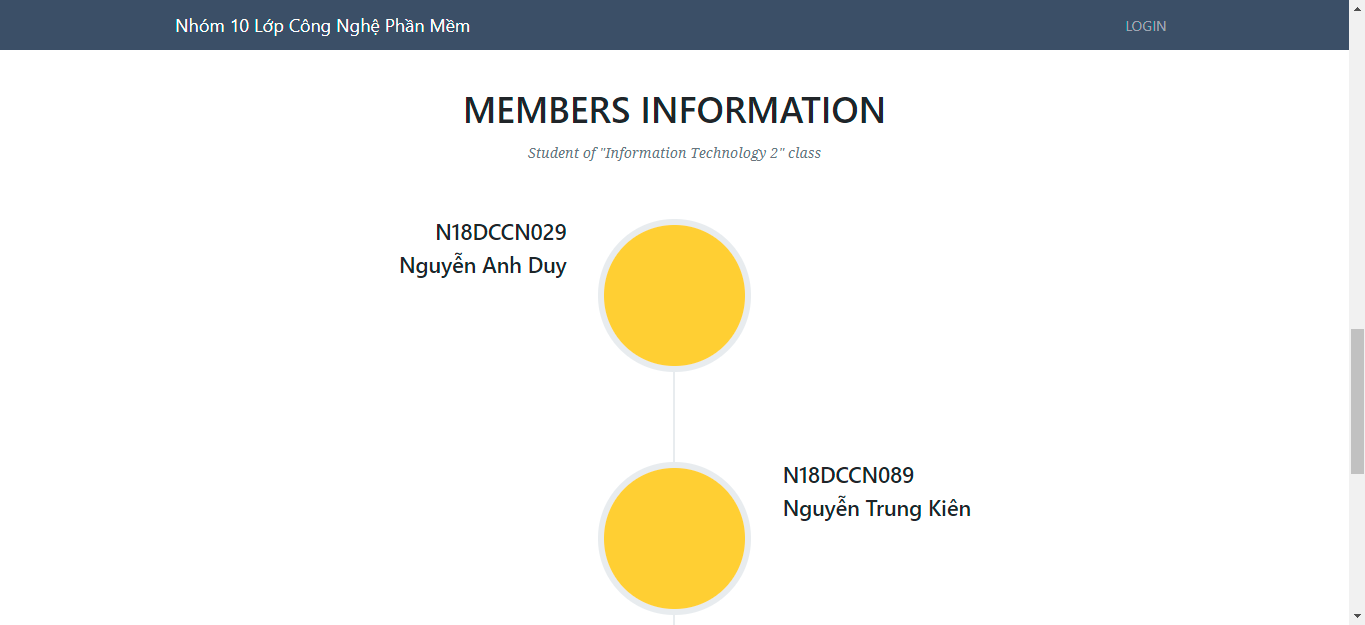 Nhóm 10 Lớp Công Nghệ Phần Mềm
LOGIN
MEMBERS INFORMATION
Student of "Information Technology 2" class
N18DCCN029
Nguyễn Anh Duy
N18DCCN089
Nguyễn Trung Kiên